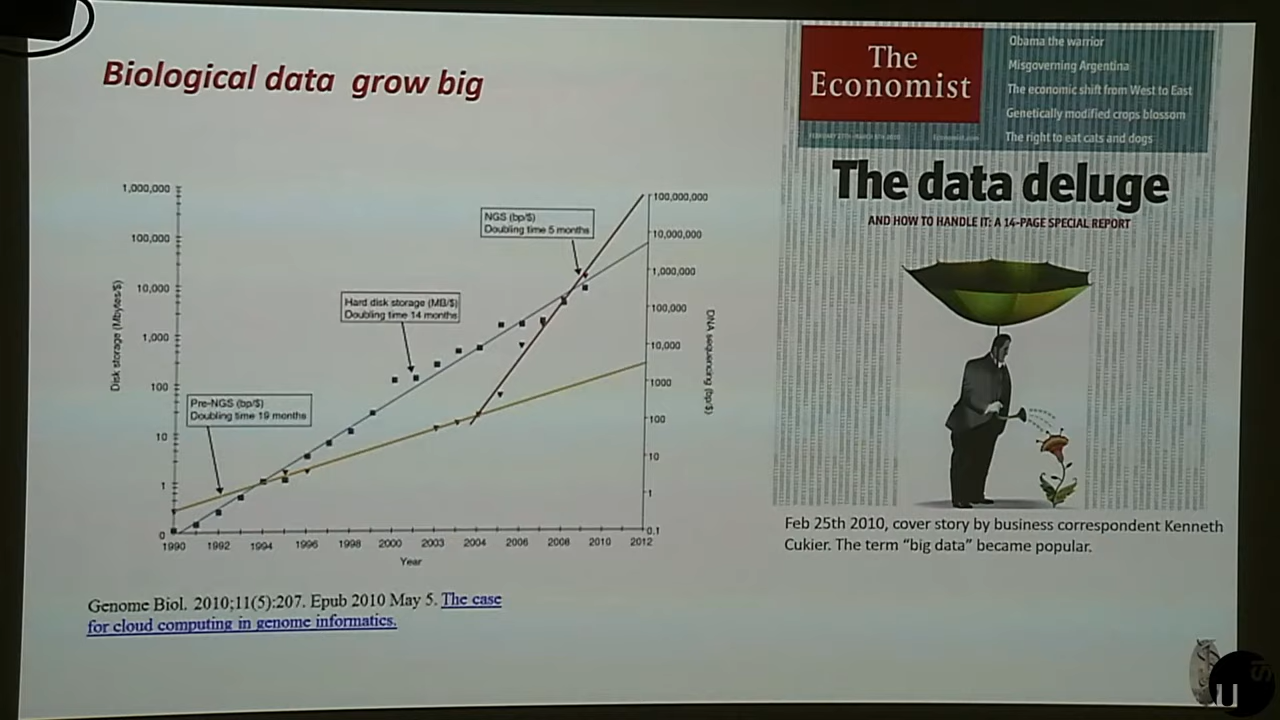 Biological data grow big
1,000,000
100,000
10,000
1,000
100
10
1
0
Disk storage (Mbytes/$)
Pre-NGS (bp/$)
Doubling time 19 months
Hard disk storage (MB/$)
Doubling time 14 months
NGS (bp/$)
Doubling time 5 months
100,000,000
10,000,000
1,000,000
100,000
10,000
1000
100
10
1
0.1
DNA sequencing (bp/$)
1990 1992 1994 1996 1998 2000 2003 2004 2006 2008 2010 2012
Year
Genome Biol. 2010;11(5):207. Epub 2010 May 5. The case
for cloud computing in genome informatics.
The
Economist
Economist.com
Obama the warrior
Misgoverning Argentina
The economic shift from West to East
Genetically modified crops blossom
The right to eat cats and dogs
The data deluge
AND HOW TO HANDLE IT: A 14-PAGE SPECIAL REPORT
Feb 25th 2010, cover story by business correspondent Kenneth
Cukier. The term "big data" became popular.
U